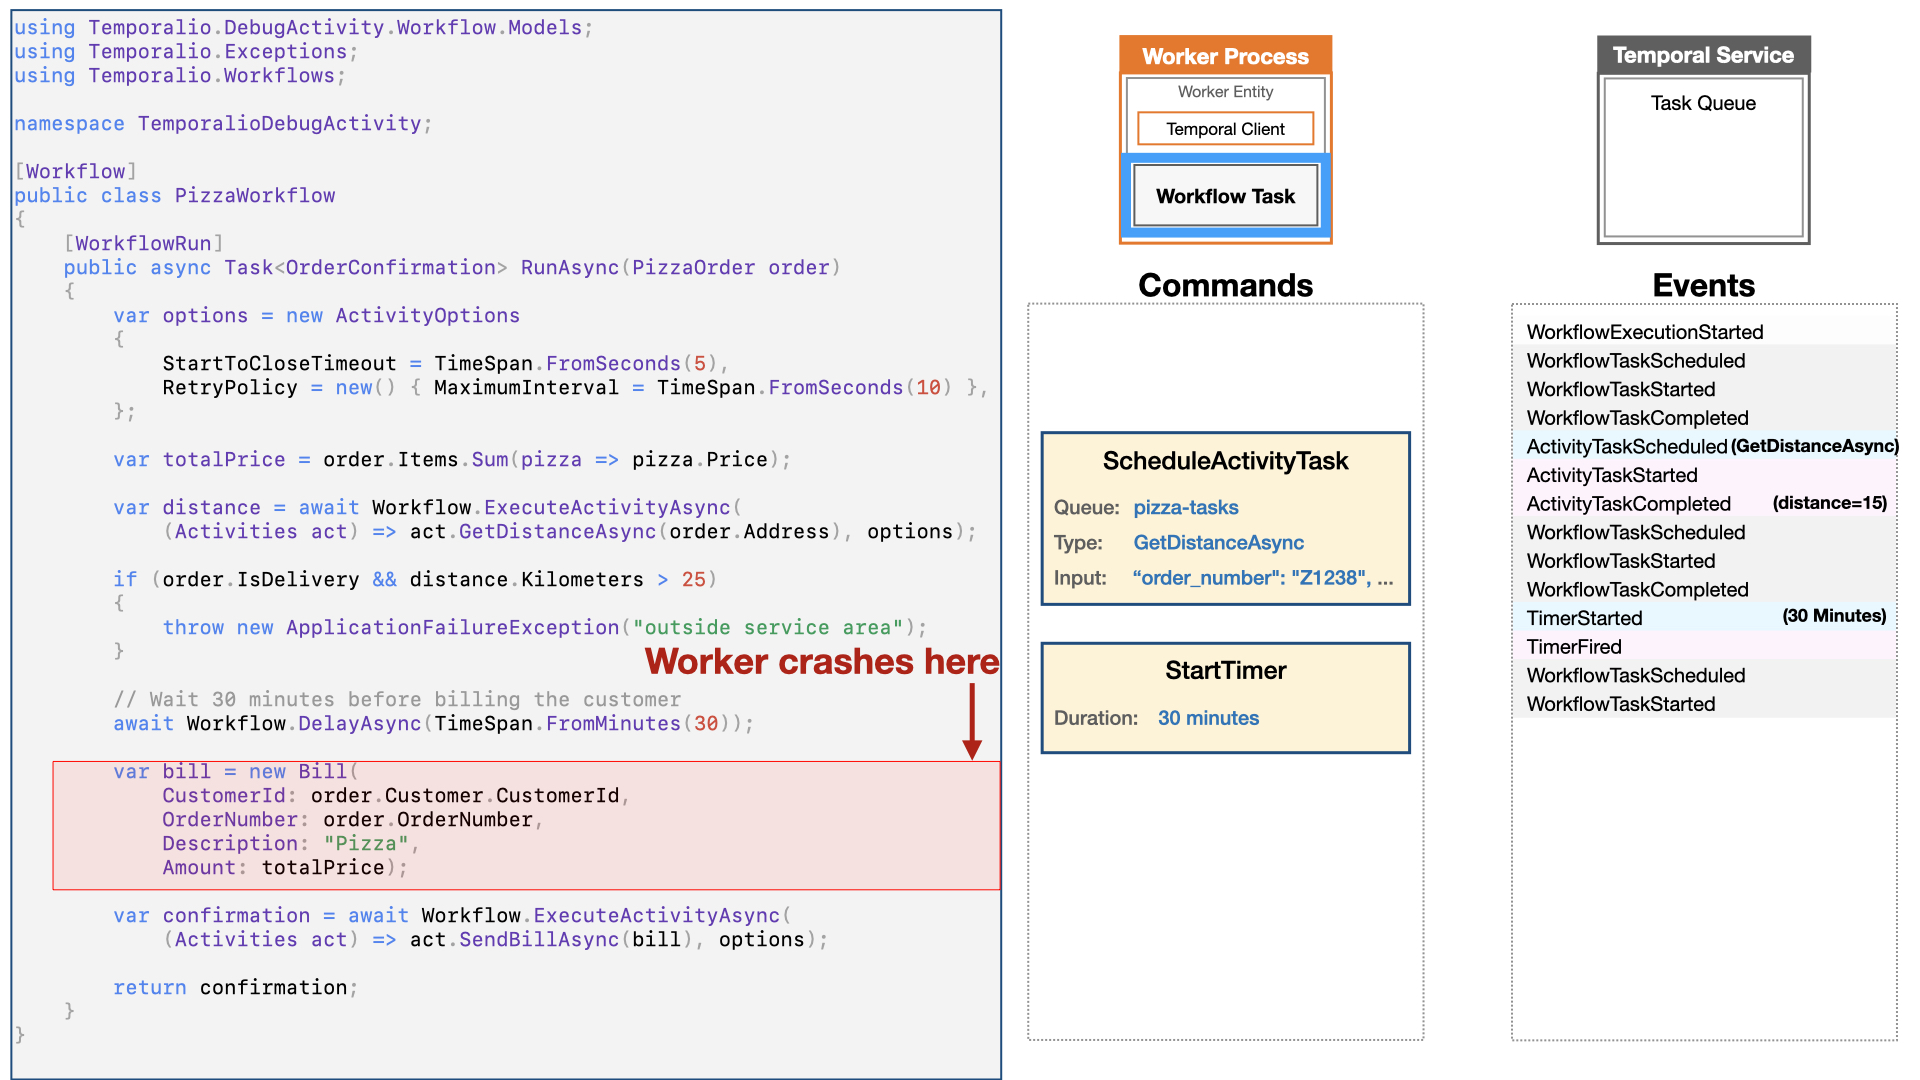 using Temporalio.DebugActivity.Workflow.Models;
using Temporalio.Exceptions;
using Temporalio.Workflows;
namespace TemporalioDebugActivity;
[Workflow]
public class PizzaWorkflow
{
[WorkflowRun]
public async Task<OrderConfirmation> RunAsync(PizzaOrder order)
{
var options = new ActivityOptions
{
StartToCloseTimeout = TimeSpan.FromSeconds(5),
RetryPolicy = new() { MaximumInterval = TimeSpan.FromSeconds(10) },
};
var totalPrice = order.Items.Sum(pizza => pizza.Price);
var distance = await Workflow.ExecuteActivityAsync(
(Activities act) => act.GetDistanceAsync(order.Address), options);
if (order.IsDelivery && distance.Kilometers > 25)
{
throw new ApplicationFailureException("outside service area");
}
Worker crashes here
// Wait 30 minutes before billing the customer
await Workflow.DelayAsync(TimeSpan.FromMinutes(30));
var bill = new Bill(
CustomerId: order.Customer.CustomerId,
OrderNumber: order.OrderNumber,
Description: "Pizza",
Amount: totalPrice);
var confirmation = await Workflow.ExecuteActivityAsync(
(Activities act) => act.SendBillAsync(bill), options);
return confirmation;
}
}
Worker Process
Worker Entity
Temporal Client
Workflow Task
Commands
ScheduleActivityTask
Queue: pizza-tasks
Type: GetDistanceAsync
Input: “order_number": "Z1238", ...
StartTimer
Duration: 30 minutes
Temporal Service
Task Queue
Events
WorkflowExecutionStarted
WorkflowTaskScheduled
WorkflowTaskStarted
WorkflowTaskCompleted
ActivityTaskScheduled (GetDistanceAsync)
ActivityTaskStarted
ActivityTaskCompleted (distance=15)
WorkflowTaskScheduled
WorkflowTaskStarted
WorkflowTaskCompleted
TimerStarted (30 Minutes)
TimerFired
WorkflowTaskScheduled
WorkflowTaskStarted